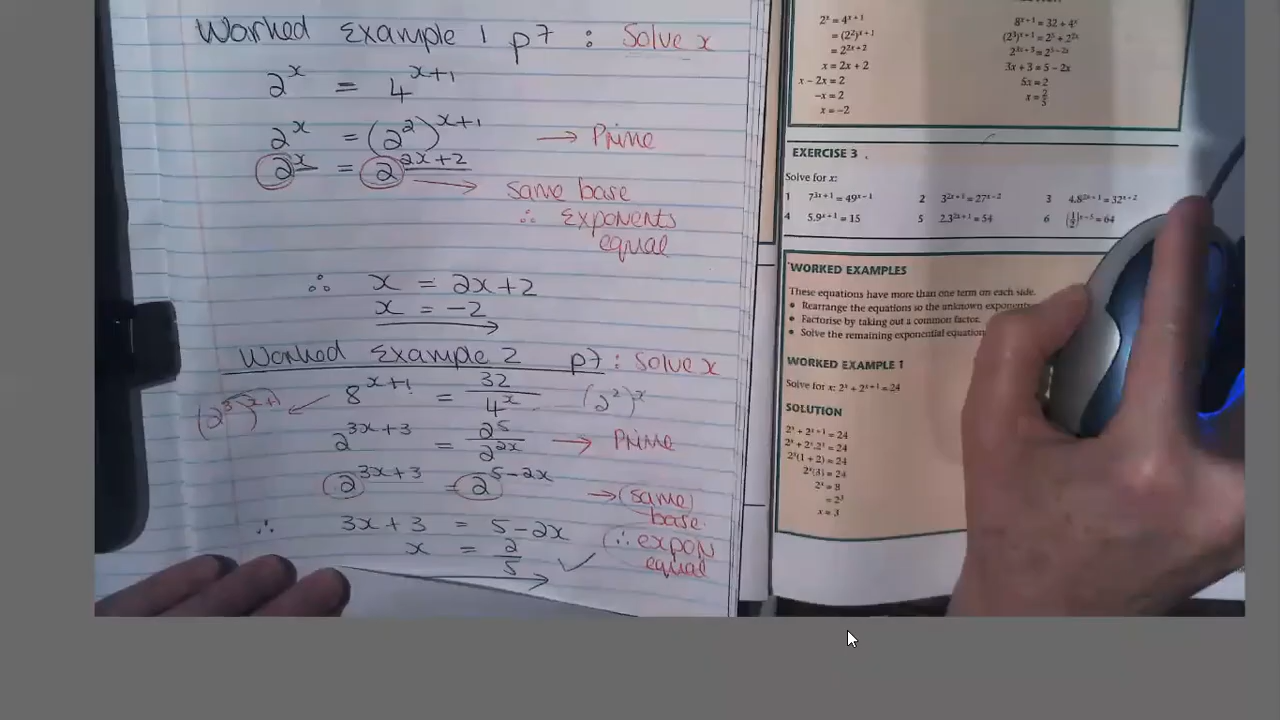 Worked Example 1 p7 : Solve x
2^x = 4^(x+1)
2^x = (2^2)^(x+1) → Prime
2^x = 2^(2x+2) → same base
∴ Exponents
equal
∴ x = 2x+2
x = -2
Worked Example 2 p7 : Solve x
(2^3)^(x+1) ← 8^(x+1) = 32/4^x (2^2)^x
2^(3x+3) = 2^5/2^(2x) → Prime
2^(3x+3) = 2^(5-2x) → same
base.
∴ 3x+3 = 5-2x ∴ expon
equal
x = 2/5 ✓
2^x = 4^(x+1)
= (2^2)^(x+1)
= 2^(2x+2)
x = 2x + 2
x - 2x = 2
-x = 2
x = -2
8^(x+1) = 32 ÷ 4^x
(2^3)^(x+1) = 2^5 ÷ 2^(2x)
2^(3x+3) = 2^(5-2x)
3x + 3 = 5 - 2x
5x = 2
x = 2/5
EXERCISE 3
Solve for x:
1 7^(3x+1) = 49^(x-1) 2 3^(2x+1) = 27^(x-2) 3 4.8^(2x+1) = 32^(x-2)
4 5.9^(x+1) = 15 5 2.3^(2x+1) = 54 6 (1/2)^(x-5) = 64
WORKED EXAMPLES
These equations have more than one term on each side.
• Rearrange the equations so the unknown
• Factorise by taking out a common factor.
• Solve the remaining exponential equation
WORKED EXAMPLE 1
Solve for x: 2^x + 2^(x+1) = 24
SOLUTION
2^x + 2^(x+1) = 24
2^x + 2^x.2^1 = 24
2^x(1 + 2) = 24
2^x(3) = 24
2^x = 8
= 2^3
x = 3